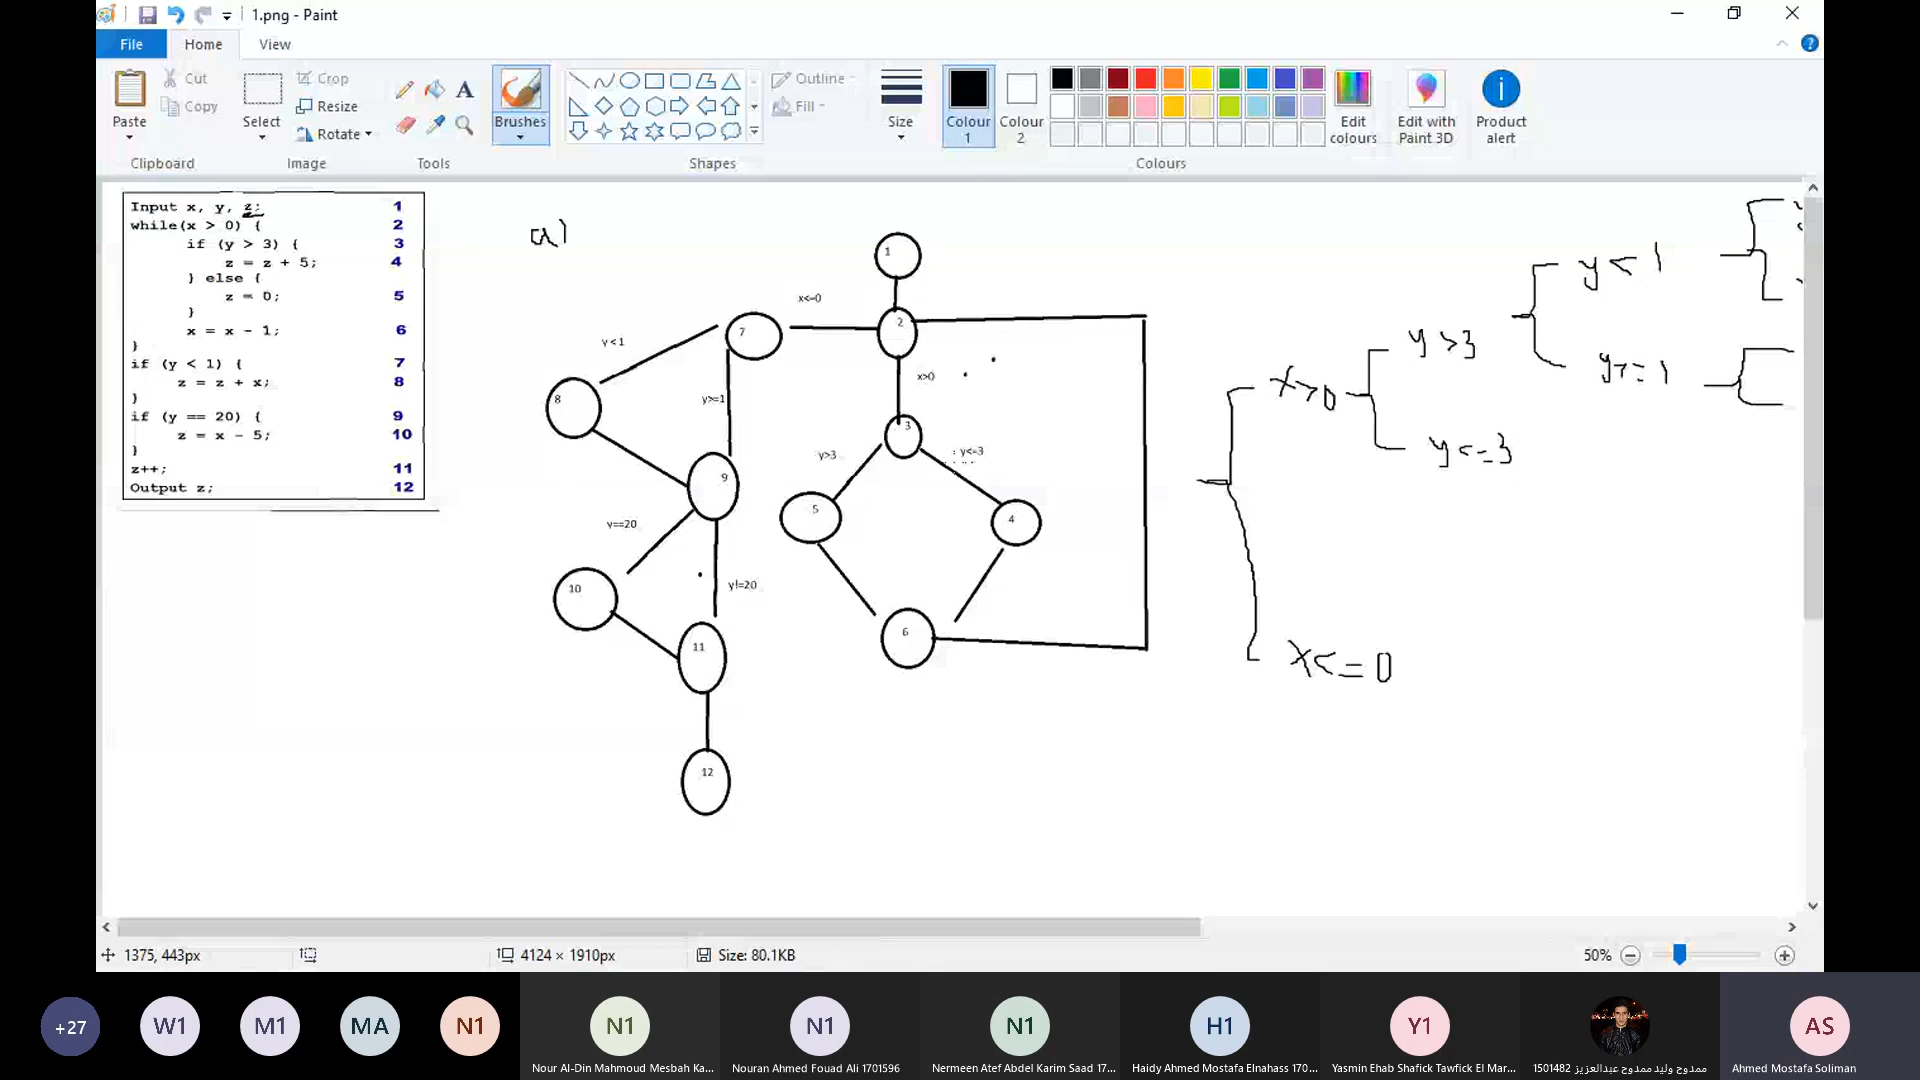 1.png - Paint
File
Home
View
Paste
Cut
Copy
Clipboard
Select
Crop
Resize
Rotate
Image
A
Tools
Brushes
Outline
Fill
Shapes
Size
Colour 1
Colour 2
Colours
Edit colours
Edit with Paint 3D
Product alert
Input x, y, z; 1
while(x > 0) { 2
if (y > 3) { 3
z = z + 5; 4
} else {
z = 0; 5
}
x = x - 1; 6
}
if (y < 1) { 7
z = z + x; 8
}
if (y == 20) { 9
z = x - 5; 10
}
z++; 11
Output z; 12
a)
1
x<=0
2
7
y<1
x>0
y>=1
8
3
y>3
y<=3
9
5
4
y==20
y!=20
10
6
11
12
y < 1
y >3
y>=1
x>0
y<=3
x<=0
1375, 443px
4124 × 1910px
Size: 80.1KB
50%
+27
W1
M1
MA
N1
N1
N1
N1
H1
Y1
AS
Nour Al-Din Mahmoud Mesbah Ka...
Nouran Ahmed Fouad Ali 1701596
Nermeen Atef Abdel Karim Saad 17...
Haidy Ahmed Mostafa Elnahass 170...
Yasmin Ehab Shafick Tawfick El Mar...
ممدوح وليد ممدوح عبدالعزيز 1501482
Ahmed Mostafa Soliman